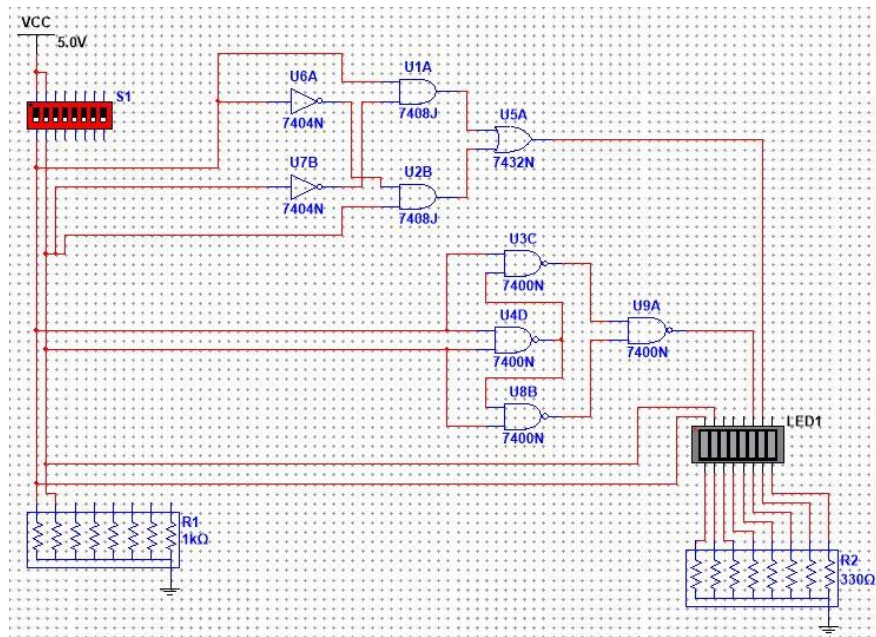 VCC
5.0V
S1
U6A
7404N
U1A
7408J
U5A
7432N
U7B
7404N
U2B
7408J
U3C
7400N
U4D
7400N
U9A
7400N
U8B
7400N
LED1
R1
1kΩ
R2
330Ω